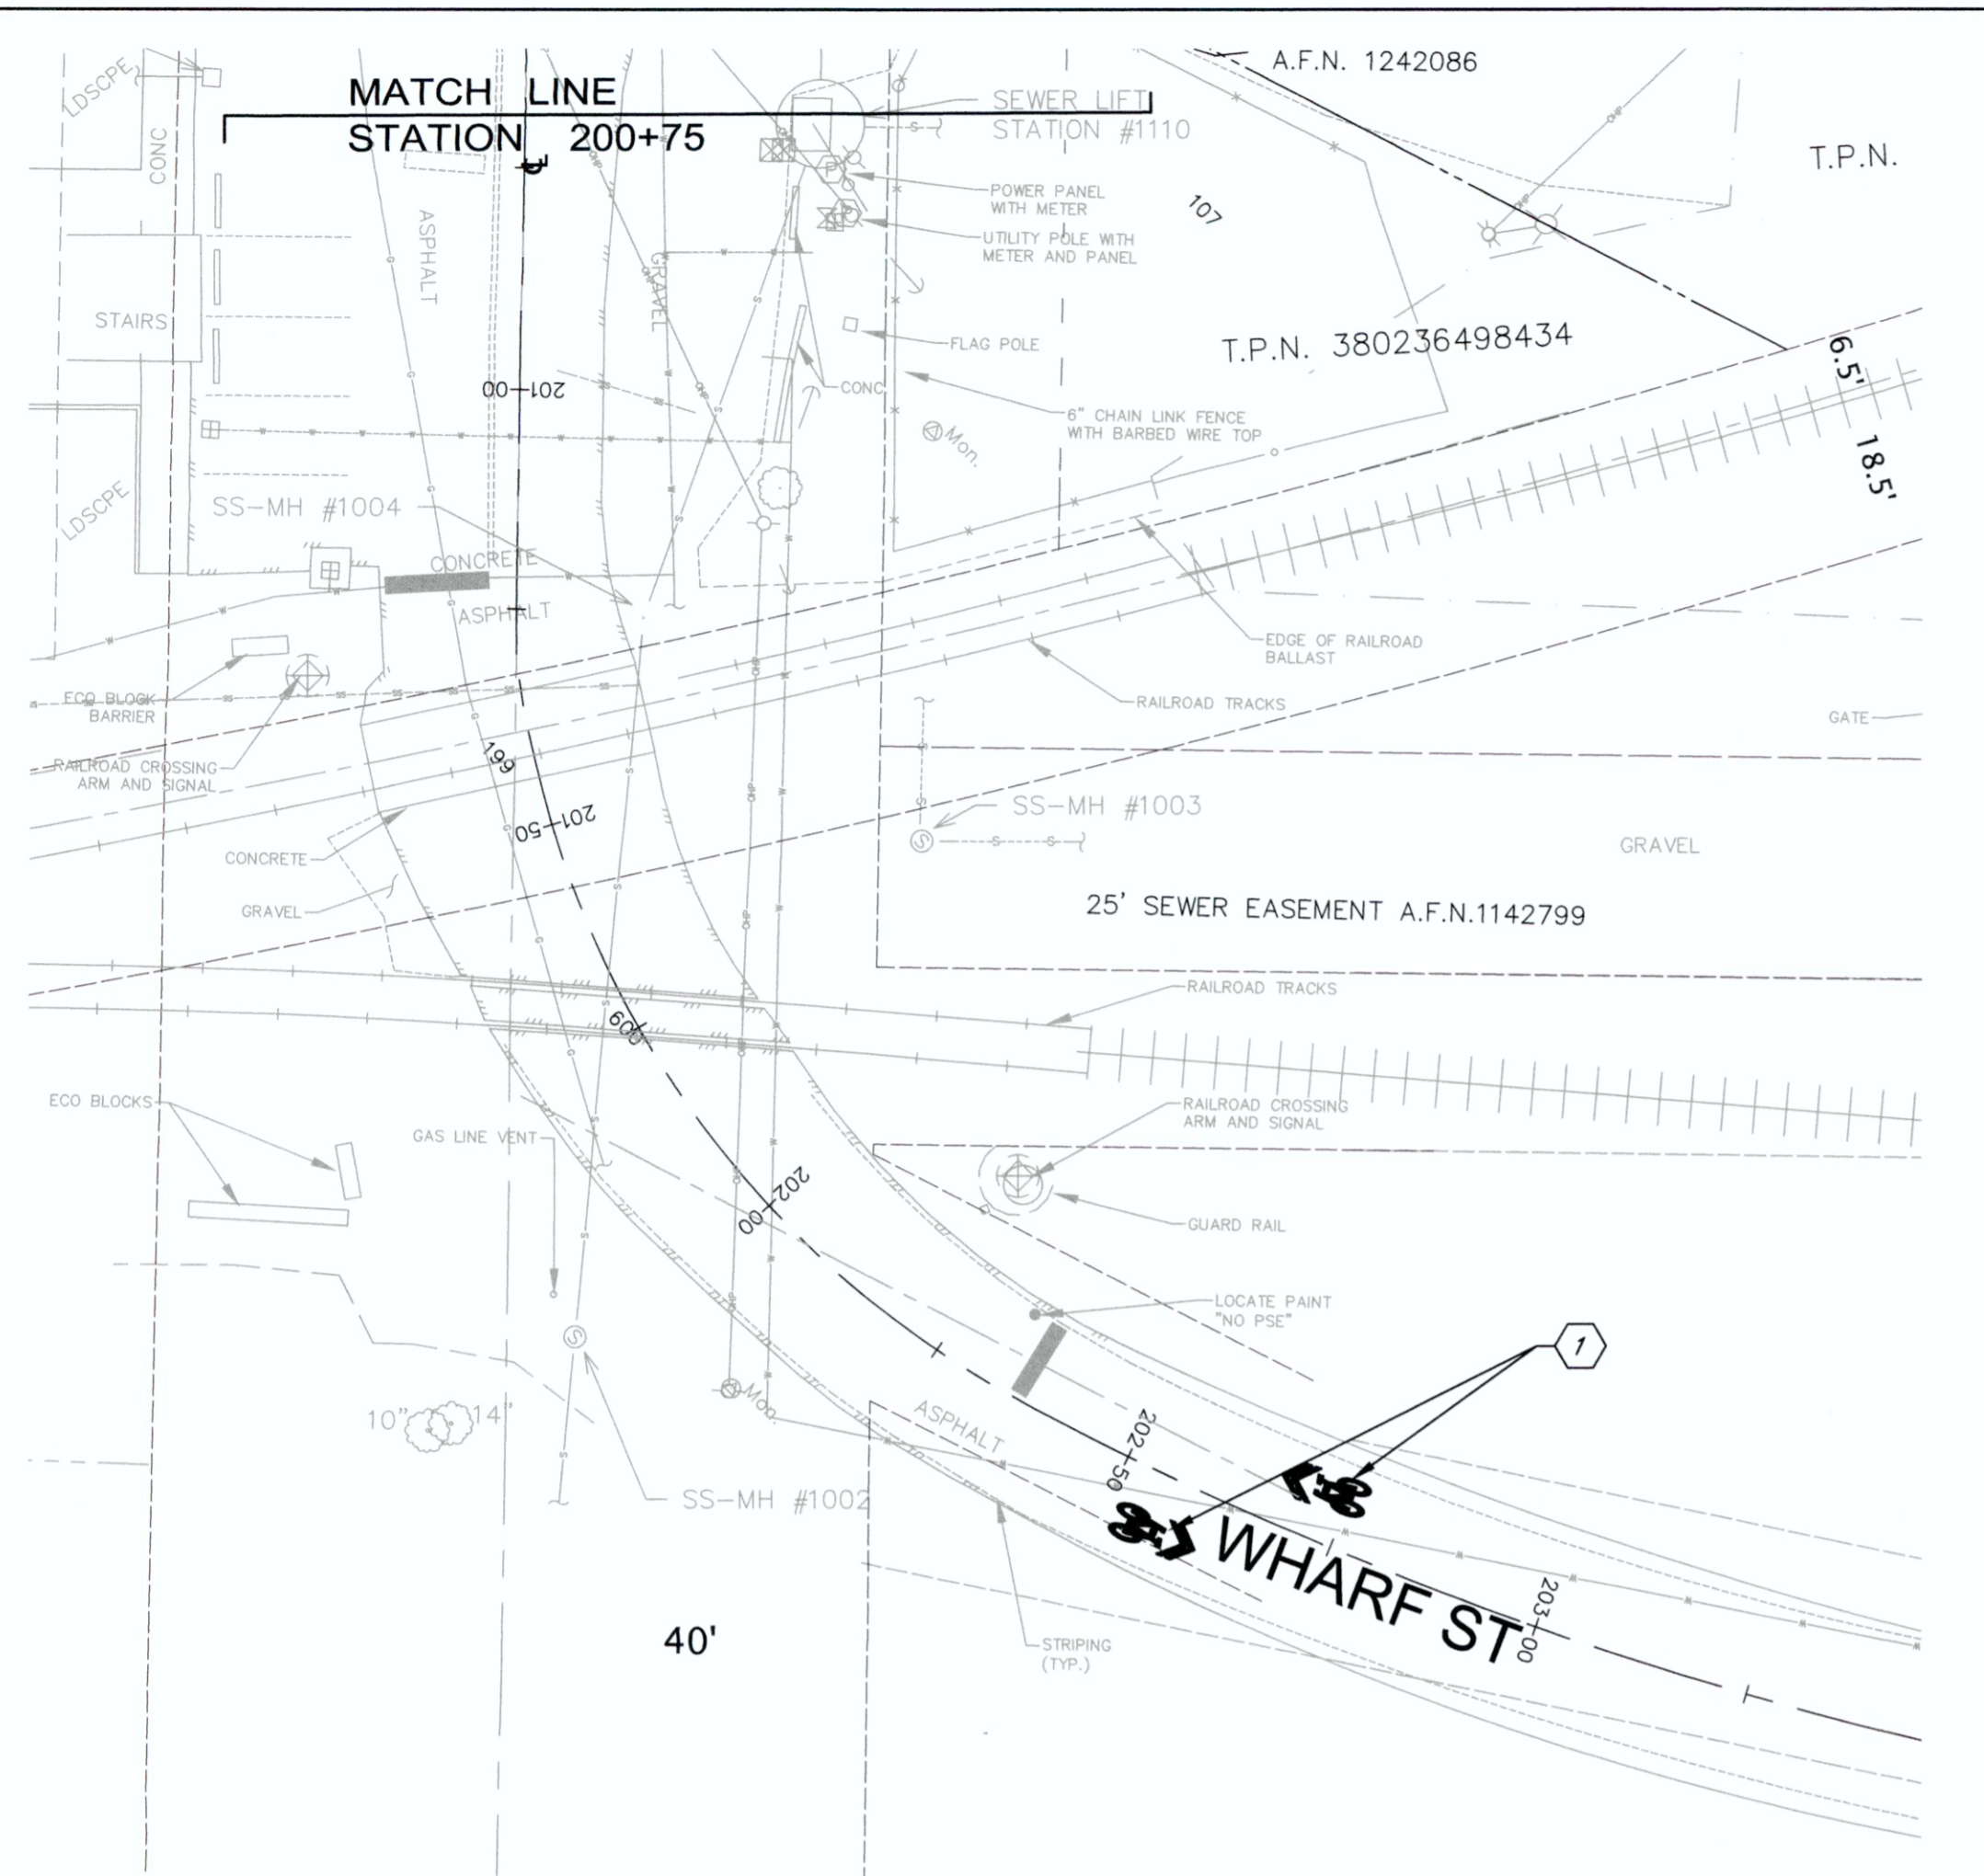 A.F.N. 1242086
LDSCPE
MATCH LINE
STATION 200+75
CONC
SEWER LIFT
STATION #1110
T.P.N.
POWER PANEL
WITH METER
107
UTILITY POLE WITH
METER AND PANEL
ASPHALT
GRAVEL
STAIRS
FLAG POLE
T.P.N. 380236498434
6.5'
201+00
CONC
6" CHAIN LINK FENCE
WITH BARBED WIRE TOP
Mon.
18.5'
LDSCPE
SS-MH #1004
CONCRETE
ASPHALT
EDGE OF RAILROAD
BALLAST
ECO BLOCK
BARRIER
RAILROAD TRACKS
GATE
661
RAILROAD CROSSING
ARM AND SIGNAL
201+50
SS-MH #1003
CONCRETE
GRAVEL
GRAVEL
25' SEWER EASEMENT A.F.N.1142799
RAILROAD TRACKS
609
ECO BLOCKS
RAILROAD CROSSING
ARM AND SIGNAL
GAS LINE VENT
202+00
GUARD RAIL
LOCATE PAINT
"NO PSE"
1
Mon.
10" 14"
ASPHALT
202+50
SS-MH #1002
WHARF ST
203+00
40'
STRIPING
(TYP.)